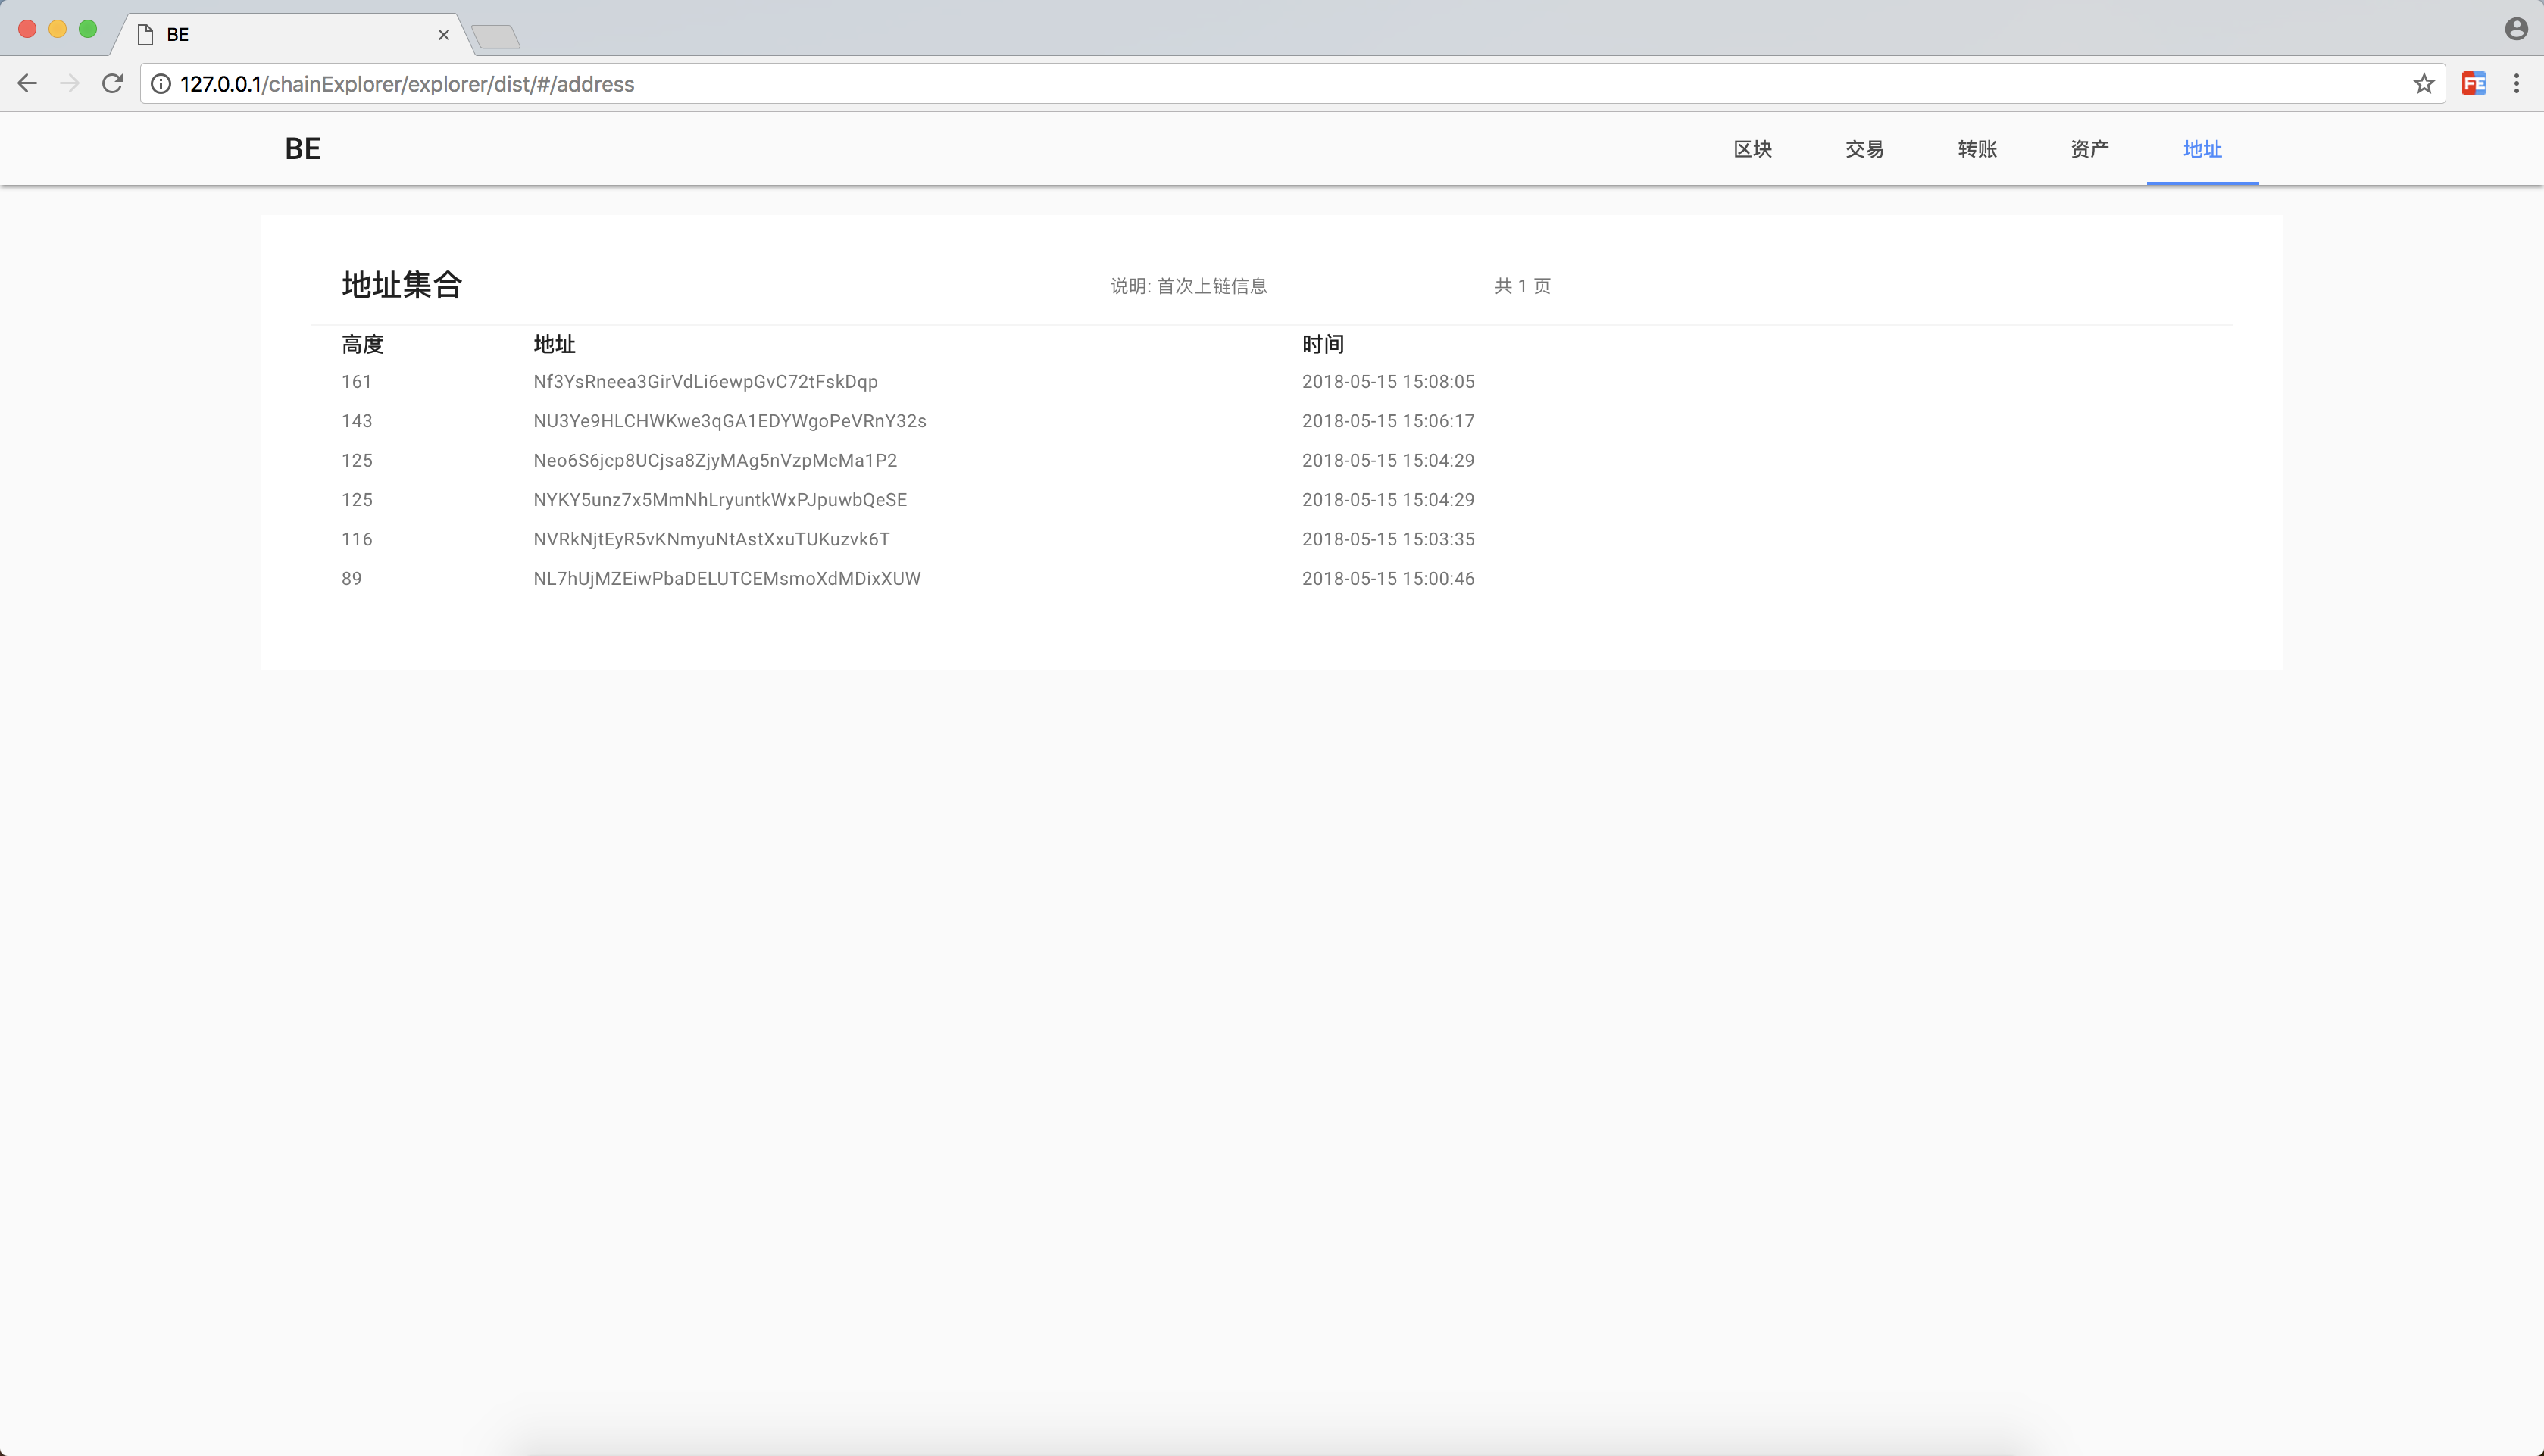 BE
127.0.0.1/chainExplorer/explorer/dist/#/address
FE
BE 区块 交易 转账 资产 地址
地址集合 说明: 首次上链信息 共 1 页
高度 地址 时间
161 Nf3YsRneea3GirVdLi6ewpGvC72tFskDqp 2018-05-15 15:08:05
143 NU3Ye9HLCHWKwe3qGA1EDYWgoPeVRnY32s 2018-05-15 15:06:17
125 Neo6S6jcp8UCjsa8ZjyMAg5nVzpMcMa1P2 2018-05-15 15:04:29
125 NYKY5unz7x5MmNhLryuntkWxPJpuwbQeSE 2018-05-15 15:04:29
116 NVRkNjtEyR5vKNmyuNtAstXxuTUKuzvk6T 2018-05-15 15:03:35
89 NL7hUjMZEiwPbaDELUTCEMsmoXdMDixXUW 2018-05-15 15:00:46